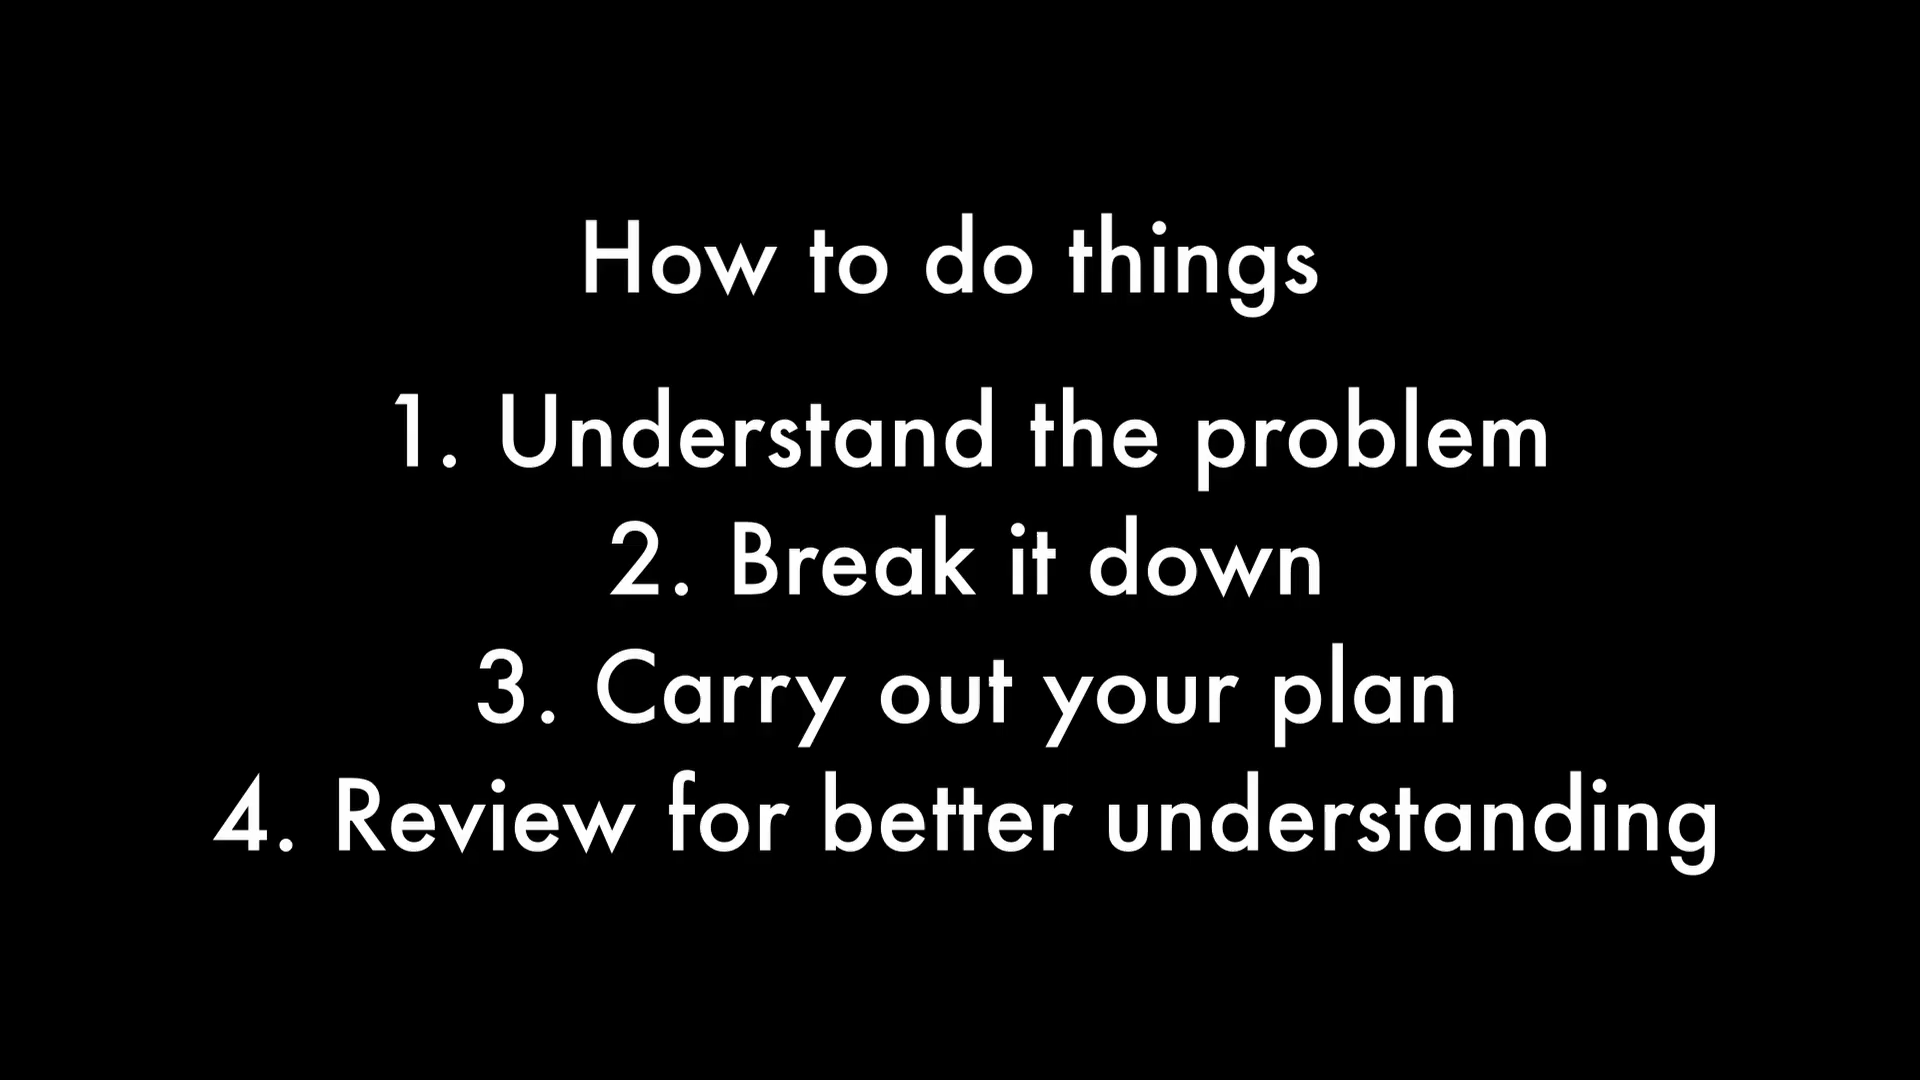 How to do things
1. Understand the problem
2. Break it down
3. Carry out your plan
4. Review for better understanding